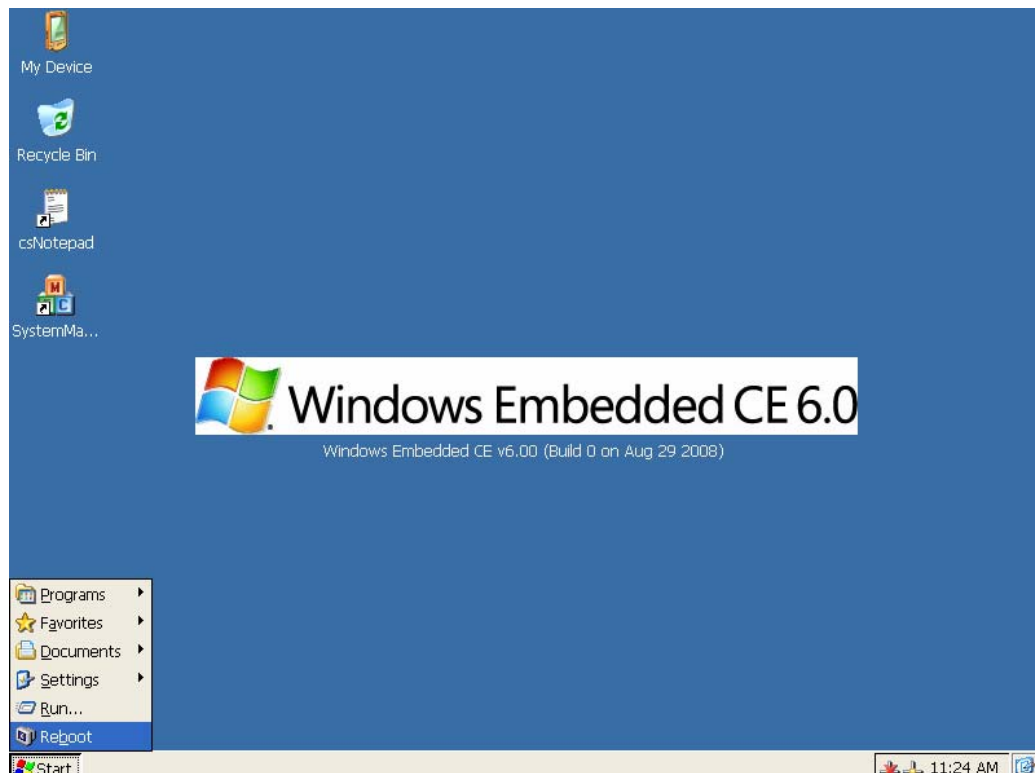 My Device
Recycle Bin
csNotepad
SystemMa...
Windows Embedded CE 6.0
Windows Embedded CE v6.00 (Build 0 on Aug 29 2008)
Programs
Favorites
Documents
Settings
Run...
Reboot
Start
11:24 AM